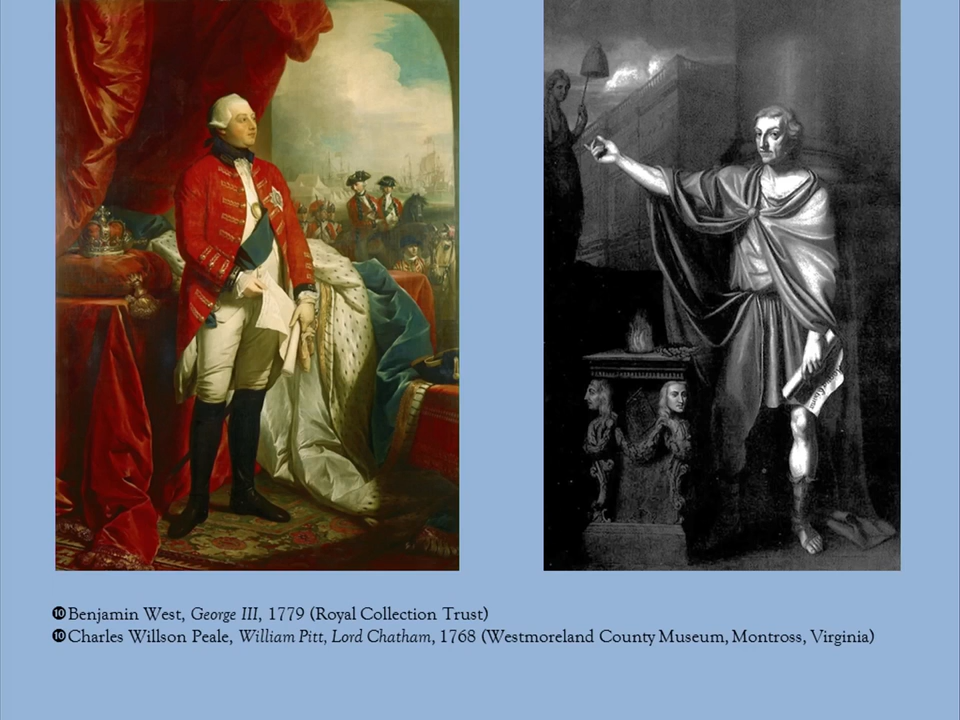 ❿Benjamin West, George III, 1779 (Royal Collection Trust)
❿Charles Willson Peale, William Pitt, Lord Chatham, 1768 (Westmoreland County Museum, Montross, Virginia)